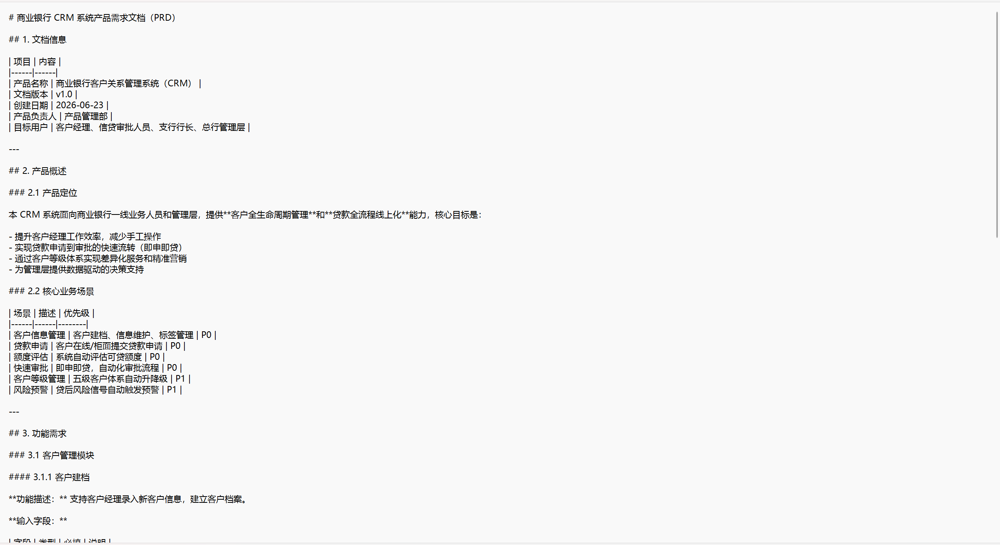 # 商业银行 CRM 系统产品需求文档（PRD）
## 1. 文档信息
| 项目 | 内容 |
|------|------|
| 产品名称 | 商业银行客户关系管理系统（CRM） |
| 文档版本 | v1.0 |
| 创建日期 | 2026-06-23 |
| 产品负责人 | 产品管理部 |
| 目标用户 | 客户经理、信贷审批人员、支行行长、总行管理层 |
---
## 2. 产品概述
### 2.1 产品定位
本 CRM 系统面向商业银行一线业务人员和管理层，提供**客户全生命周期管理**和**贷款全流程线上化**能力，核心目标是：
- 提升客户经理工作效率，减少手工操作
- 实现贷款申请到审批的快速流转（即申即贷）
- 通过客户等级体系实现差异化服务和精准营销
- 为管理层提供数据驱动的决策支持
### 2.2 核心业务场景
| 场景 | 描述 | 优先级 |
|------|------|--------|
| 客户信息管理 | 客户建档、信息维护、标签管理 | P0 |
| 贷款申请 | 客户在线/柜面提交贷款申请 | P0 |
| 额度评估 | 系统自动评估可贷额度 | P0 |
| 快速审批 | 即申即贷，自动化审批流程 | P0 |
| 客户等级管理 | 五级客户体系自动升降级 | P1 |
| 风险预警 | 贷后风险信号自动触发预警 | P1 |
---
## 3. 功能需求
### 3.1 客户管理模块
#### 3.1.1 客户建档
**功能描述：** 支持客户经理录入新客户信息，建立客户档案。
**输入字段：**
| 字段 | 类型 | 必填 | 说明 |